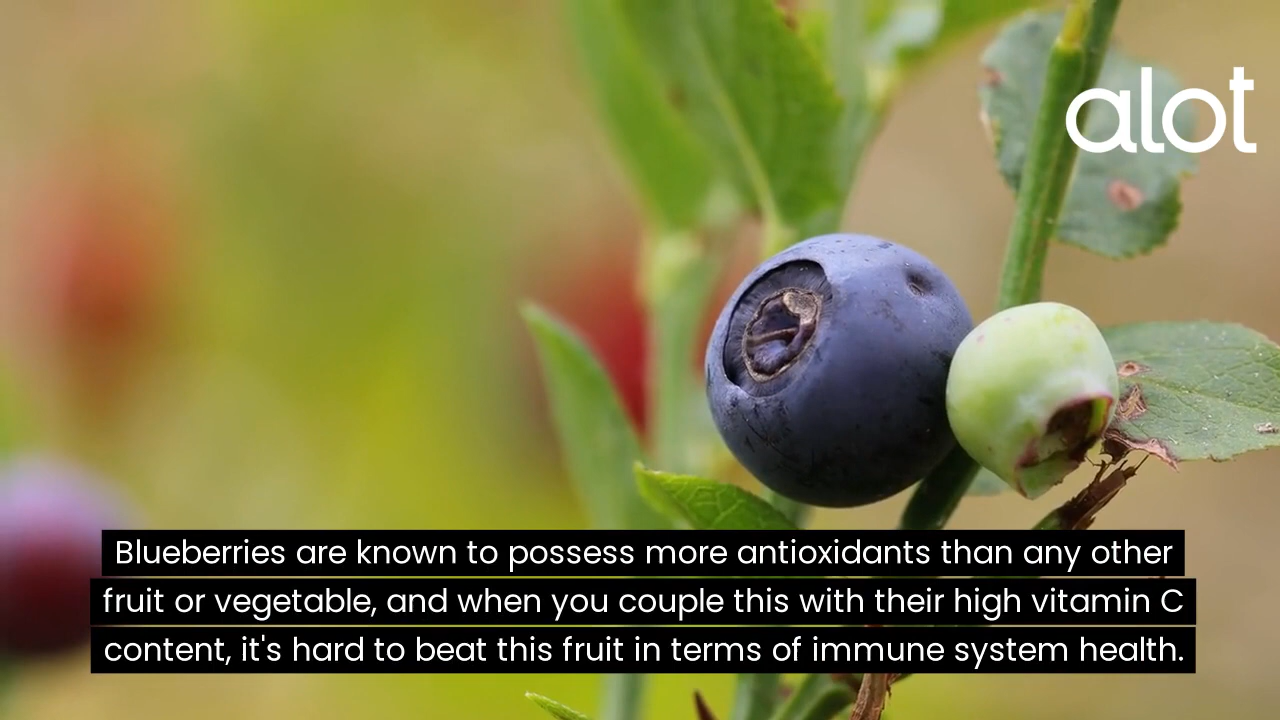 alot
Blueberries are known to possess more antioxidants than any other
fruit or vegetable, and when you couple this with their high vitamin C
content, it's hard to beat this fruit in terms of immune system health.